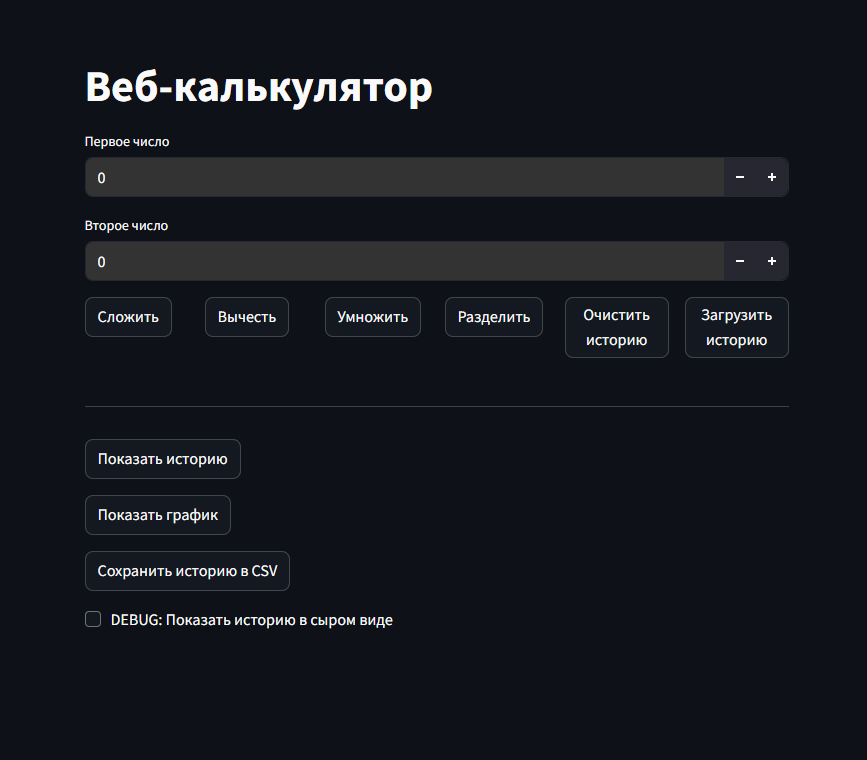 Веб-калькулятор
Первое число
0
Второе число
0
Сложить Вычесть Умножить Разделить Очистить Загрузить
историю историю
Показать историю
Показать график
Сохранить историю в CSV
DEBUG: Показать историю в сыром виде